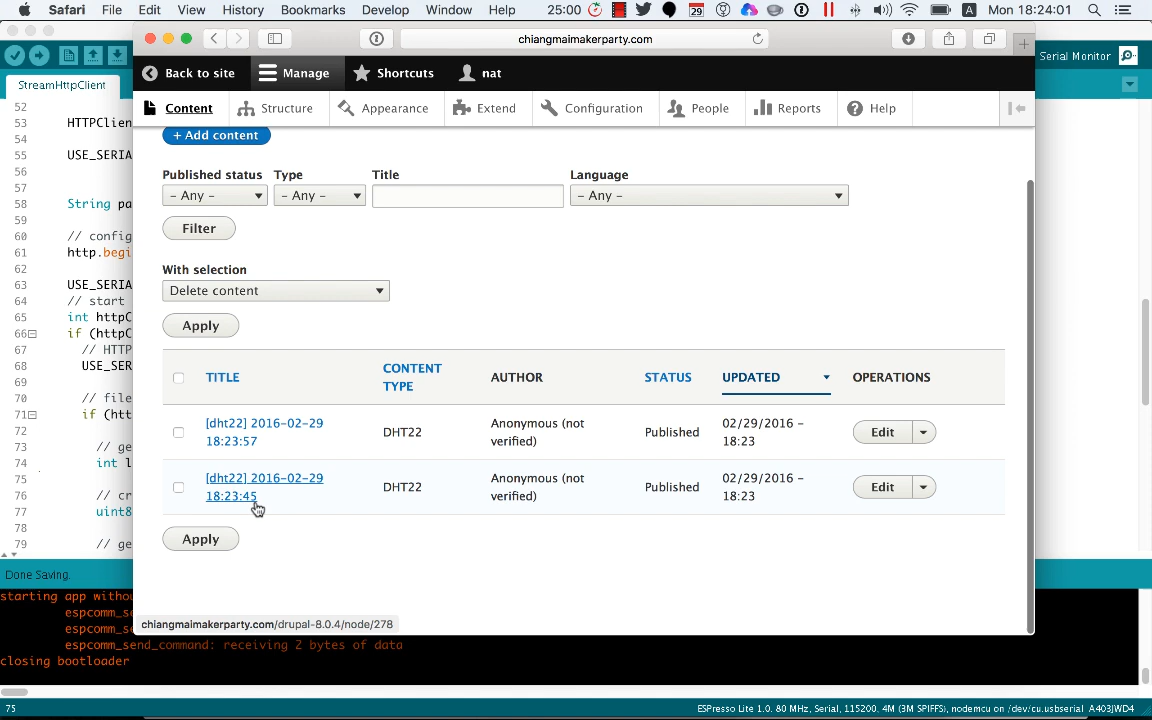 Safari File Edit View History Bookmarks Develop Window Help 25:00 29 A Mon 18:24:01
chiangmaimakerparty.com
Serial Monitor
StreamHttpClient
Back to site Manage Shortcuts nat
Content Structure Appearance Extend Configuration People Reports Help
+ Add content
Published status Type Title Language
- Any - - Any - - Any -
Filter
With selection
Delete content
Apply
TITLE CONTENT TYPE AUTHOR STATUS UPDATED OPERATIONS
[dht22] 2016-02-29 18:23:57 DHT22 Anonymous (not verified) Published 02/29/2016 - 18:23 Edit
[dht22] 2016-02-29 18:23:45 DHT22 Anonymous (not verified) Published 02/29/2016 - 18:23 Edit
Apply
chiangmaimakerparty.com/drupal-8.0.4/node/278
52
53 HTTPClien
54
55 USE_SERIA
56
57
58 String pa
59
60 // config
61 http.begi
62
63 USE_SERIA
64 // start
65 int httpC
66 if (httpC
67 // HTTP
68 USE_SER
69
70 // file
71 if (htt
72
73 // ge
74 int l
75
76 // cr
77 uint8
78
79 // ge
Done Saving.
starting app withou
espcomm_se
espcomm_se
espcomm_send_command: receiving 2 bytes of data
closing bootloader
75 ESPresso Lite 1.0, 80 MHz, Serial, 115200, 4M (3M SPIFFS), nodemcu on /dev/cu.usbserial A403JWD4